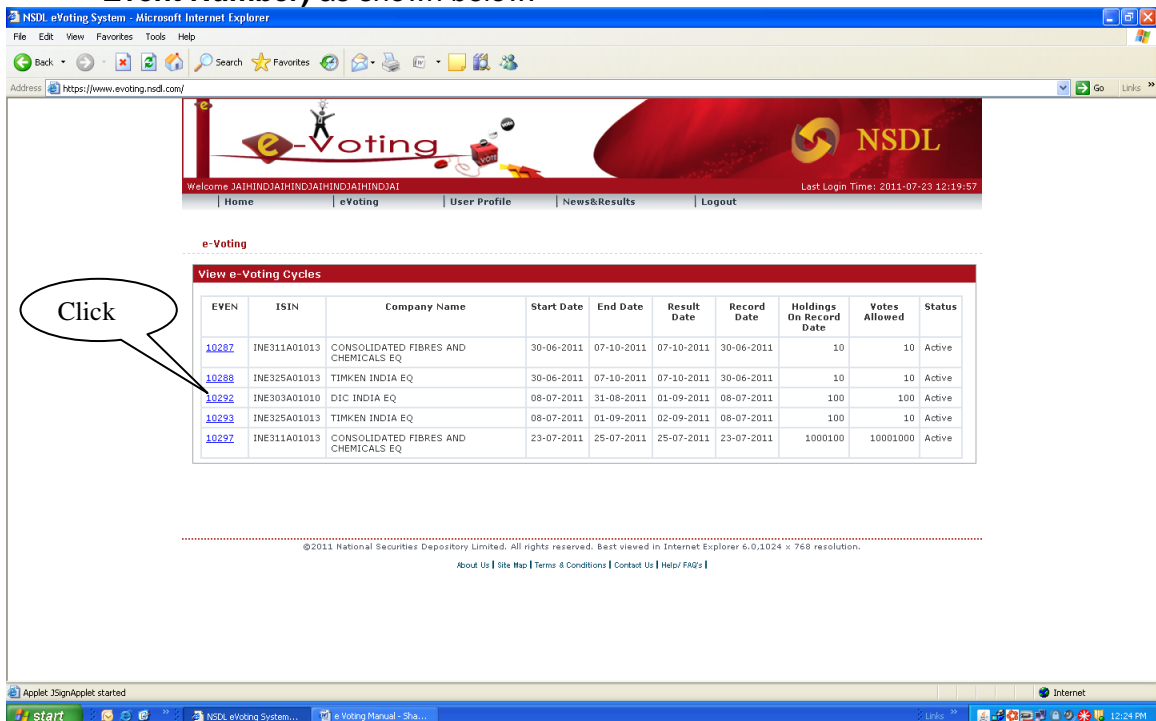 Event Number) as shown below
NSDL eVoting System - Microsoft Internet Explorer
File Edit View Favorites Tools Help
Back Search Favorites
Address https://www.evoting.nsdl.com/ Go Links »
e-Voting
VOTE
NSDL
Welcome JAIHINDJAIHINDJAIHINDJAIHINDJAI Last Login Time: 2011-07-23 12:19:57
Home eVoting User Profile News&Results Logout
e-Voting
View e-Voting Cycles
Click
EVEN ISIN Company Name Start Date End Date Result Date Record Date Holdings On Record Date Votes Allowed Status
10287 INE311A01013 CONSOLIDATED FIBRES AND CHEMICALS EQ 30-06-2011 07-10-2011 07-10-2011 30-06-2011 10 10 Active
10288 INE325A01013 TIMKEN INDIA EQ 30-06-2011 07-10-2011 07-10-2011 30-06-2011 10 10 Active
10292 INE303A01010 DIC INDIA EQ 08-07-2011 31-08-2011 01-09-2011 08-07-2011 100 100 Active
10293 INE325A01013 TIMKEN INDIA EQ 08-07-2011 01-09-2011 02-09-2011 08-07-2011 100 10 Active
10297 INE311A01013 CONSOLIDATED FIBRES AND CHEMICALS EQ 23-07-2011 25-07-2011 25-07-2011 23-07-2011 1000100 10001000 Active
©2011 National Securities Depository Limited. All rights reserved. Best viewed in Internet Explorer 6.0,1024 x 768 resolution.
About Us | Site Map | Terms & Conditions | Contact Us | Help/ FAQ's |
Applet JSignApplet started Internet
start NSDL eVoting System... e Voting Manual - Sha... Links » 12:24 PM